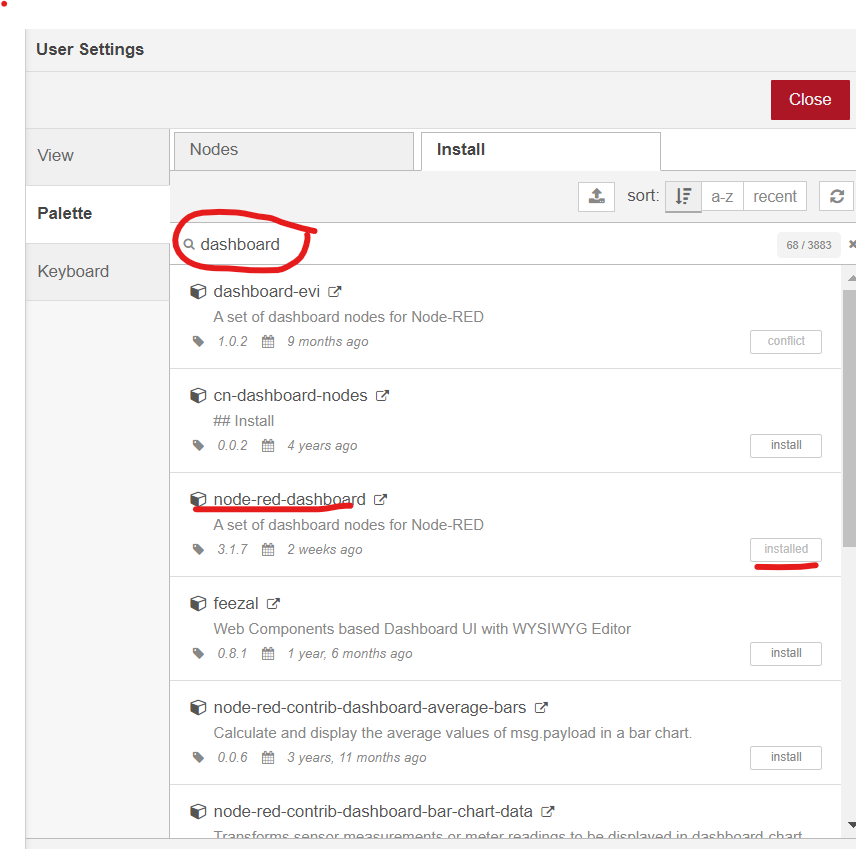 User Settings
Close
View
Palette
Keyboard
Nodes
Install
sort: a-z recent
dashboard
68 / 3883
dashboard-evi
A set of dashboard nodes for Node-RED
1.0.2 9 months ago
conflict
cn-dashboard-nodes
## Install
0.0.2 4 years ago
install
node-red-dashboard
A set of dashboard nodes for Node-RED
3.1.7 2 weeks ago
installed
feezal
Web Components based Dashboard UI with WYSIWYG Editor
0.8.1 1 year, 6 months ago
install
node-red-contrib-dashboard-average-bars
Calculate and display the average values of msg.payload in a bar chart.
0.0.6 3 years, 11 months ago
install
node-red-contrib-dashboard-bar-chart-data
Transforms sensor measurements or meter readings to be displayed in dashboard chart